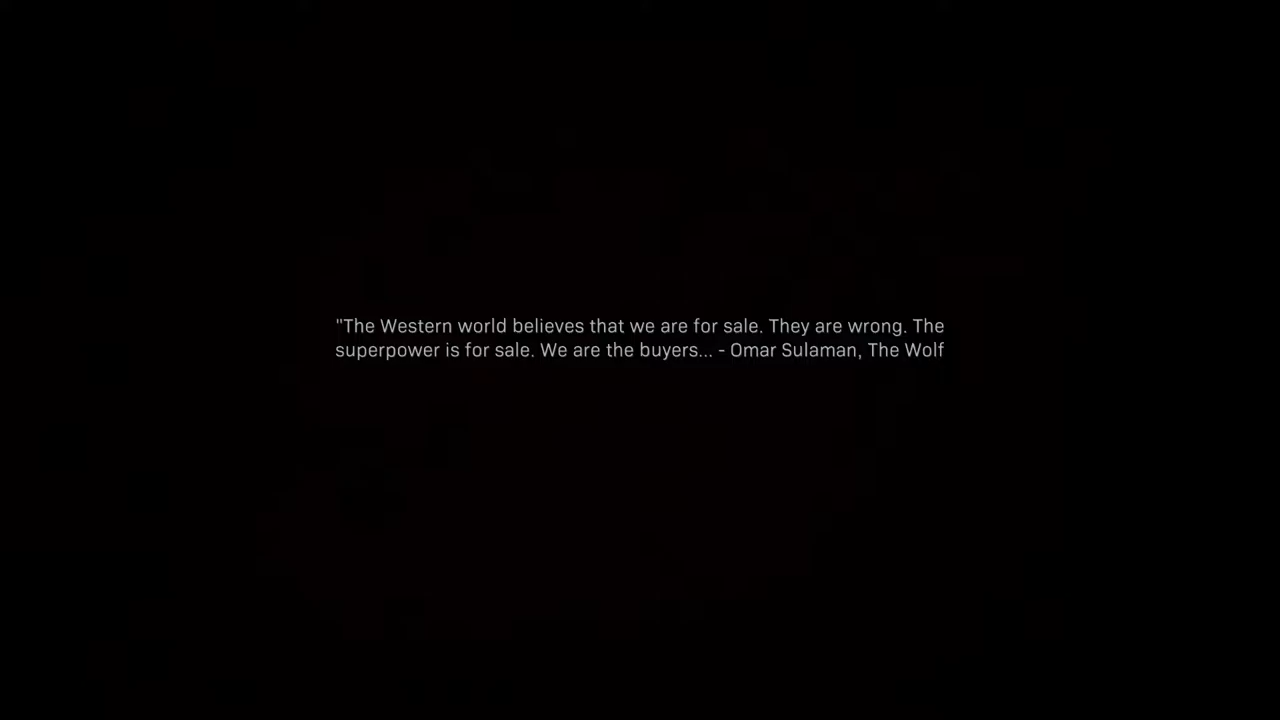 "The Western world believes that we are for sale. They are wrong. The
superpower is for sale. We are the buyers... - Omar Sulaman, The Wolf